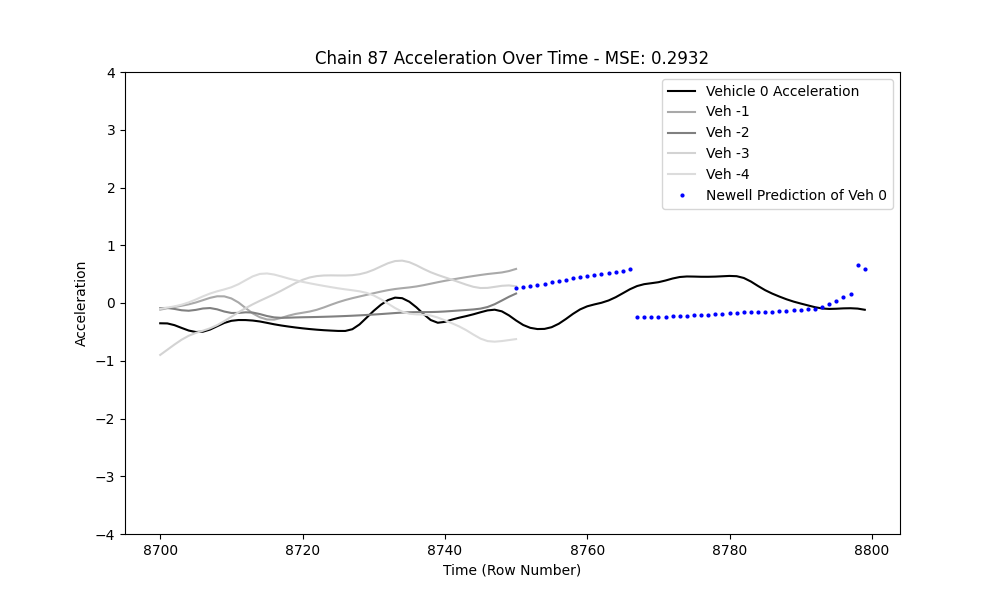 Chain 87 Acceleration Over Time - MSE: 0.2932
Vehicle 0 Acceleration
Veh -1
Veh -2
Veh -3
Veh -4
Newell Prediction of Veh 0
4
3
2
1
0
−1
−2
−3
−4
Acceleration
8700
8720
8740
8760
8780
8800
Time (Row Number)